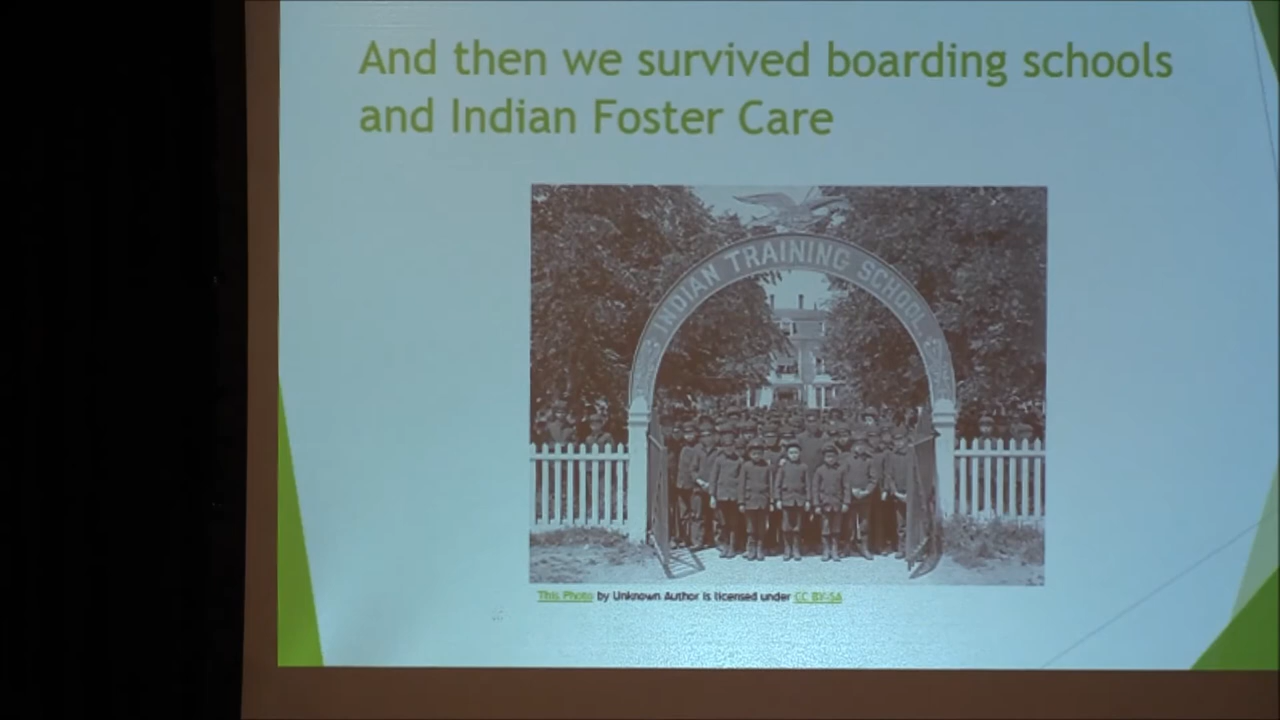 And then we survived boarding schools
and Indian Foster Care
INDIAN TRAINING SCHOOL
This Photo by Unknown Author is licensed under CC BY-SA